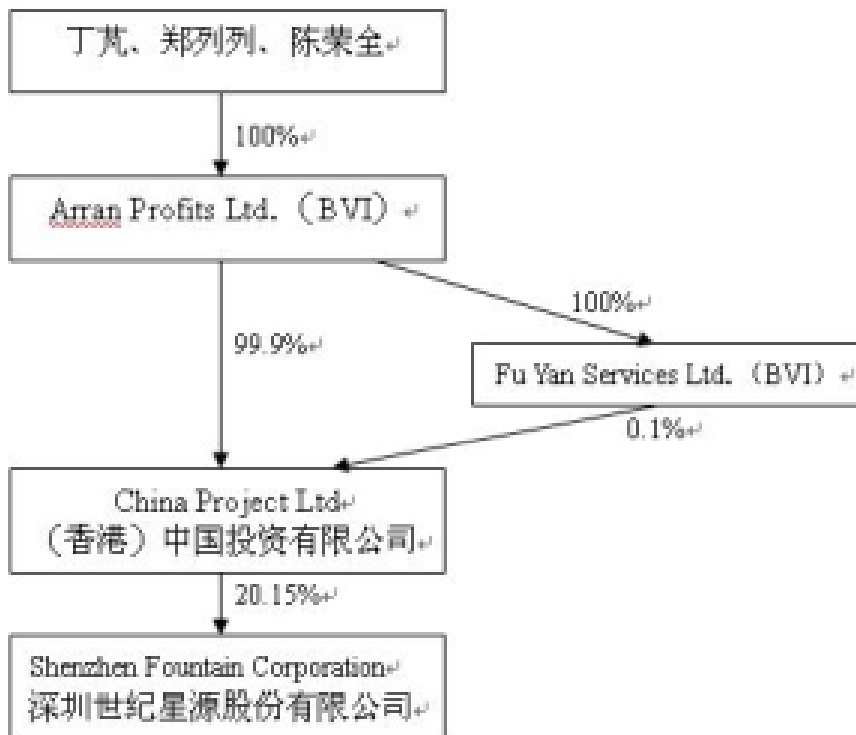 丁芃、郑列列、陈荣全
100%
Arran Profits Ltd.（BVI）
100%
99.9%
Fu Yan Services Ltd.（BVI）
0.1%
China Project Ltd
（香港）中国投资有限公司
20.15%
Shenzhen Fountain Corporation
深圳世纪星源股份有限公司